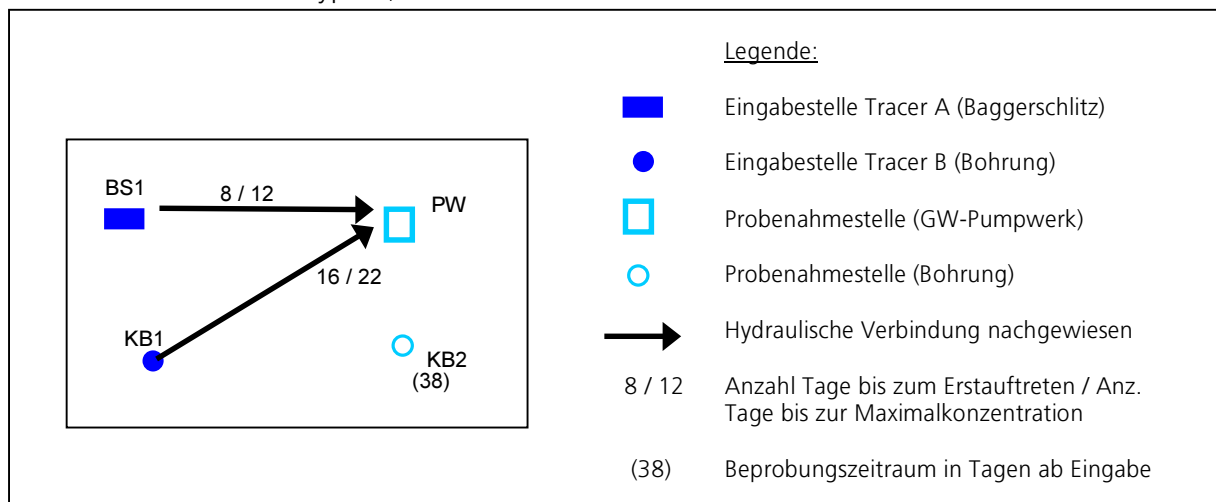 Legende:
Eingabestelle Tracer A (Baggerschlitz)
Eingabestelle Tracer B (Bohrung)
Probenahmestelle (GW-Pumpwerk)
Probenahmestelle (Bohrung)
Hydraulische Verbindung nachgewiesen
8 / 12 Anzahl Tage bis zum Erstauftreten / Anz.
Tage bis zur Maximalkonzentration
(38) Beprobungszeitraum in Tagen ab Eingabe
BS1
8 / 12
PW
16 / 22
KB1
KB2
(38)